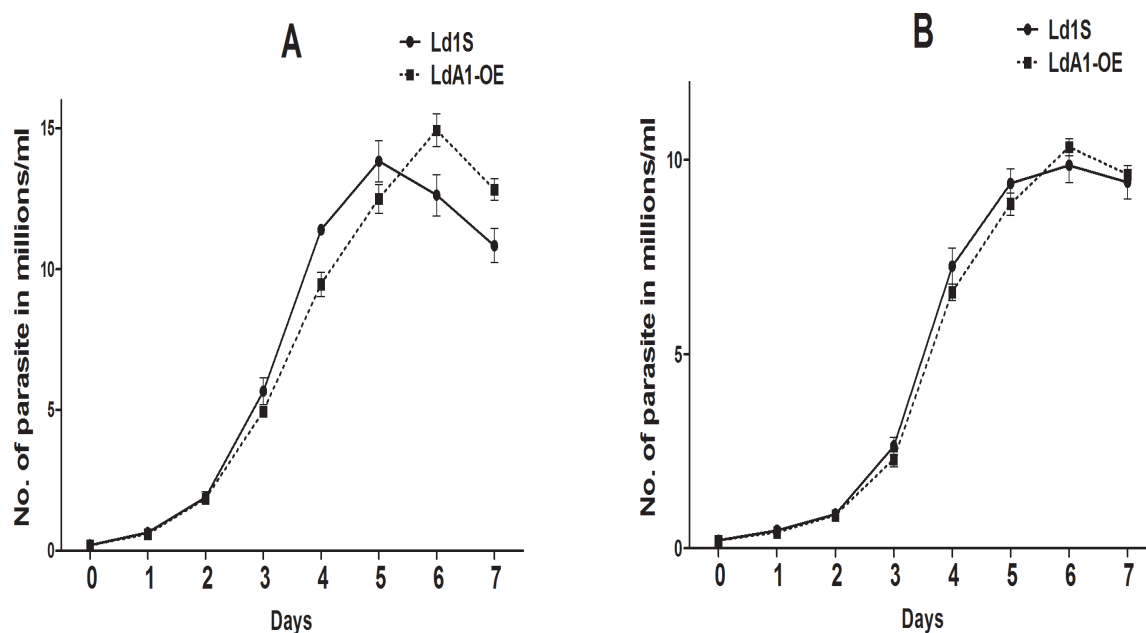 A
Ld1S
LdA1-OE
No. of parasite in millions/ml
15
10
5
0
0 1 2 3 4 5 6 7
Days
B
Ld1S
LdA1-OE
No. of parasite in millions/ml
10
5
0
0 1 2 3 4 5 6 7
Days